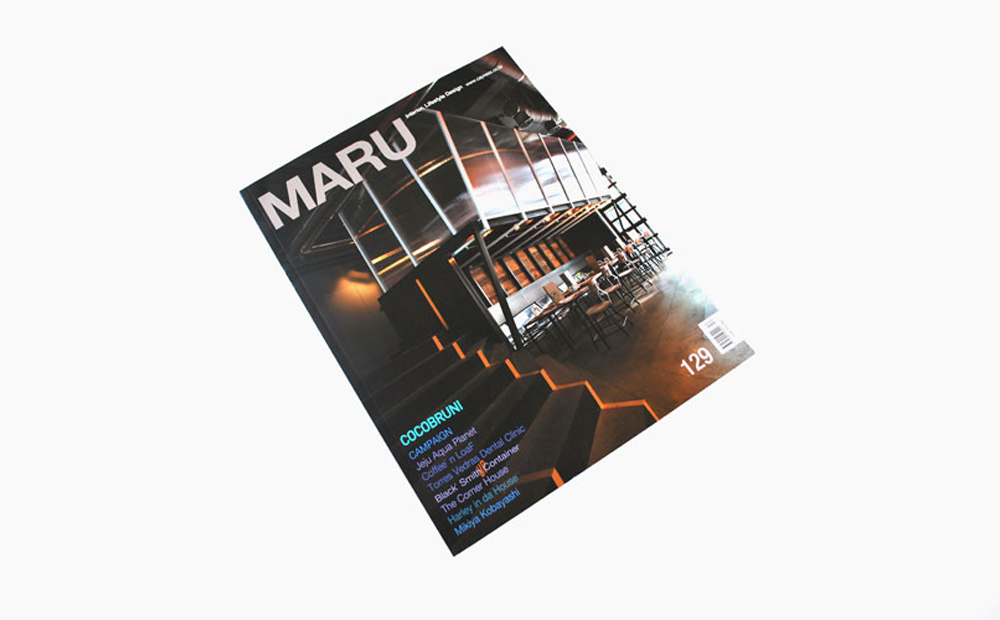 MARU
Interior, Lifestyle Design
129
COCOBRUNI
CAMPAIGN
Jeju Aqua Planet
Coffee' n Loaf
Torres Vedras Dental Clinic
Black' Smith Container
The Corner House
Harley in da House
Mikiya Kobayashi